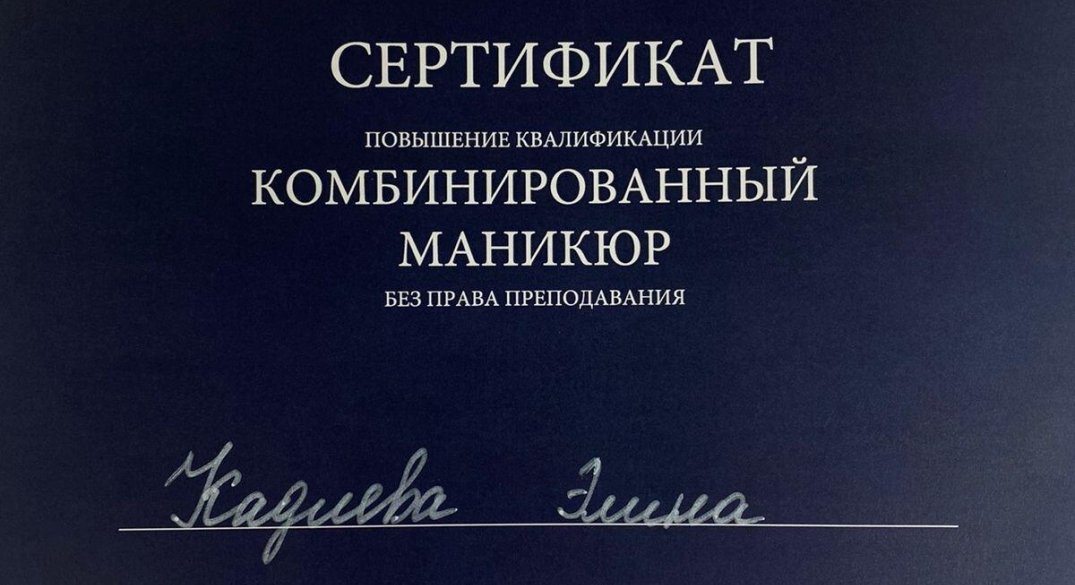 СЕРТИФИКАТ
ПОВЫШЕНИЕ КВАЛИФИКАЦИИ
КОМБИНИРОВАННЫЙ
МАНИКЮР
БЕЗ ПРАВА ПРЕПОДАВАНИЯ
Кадиева Элина